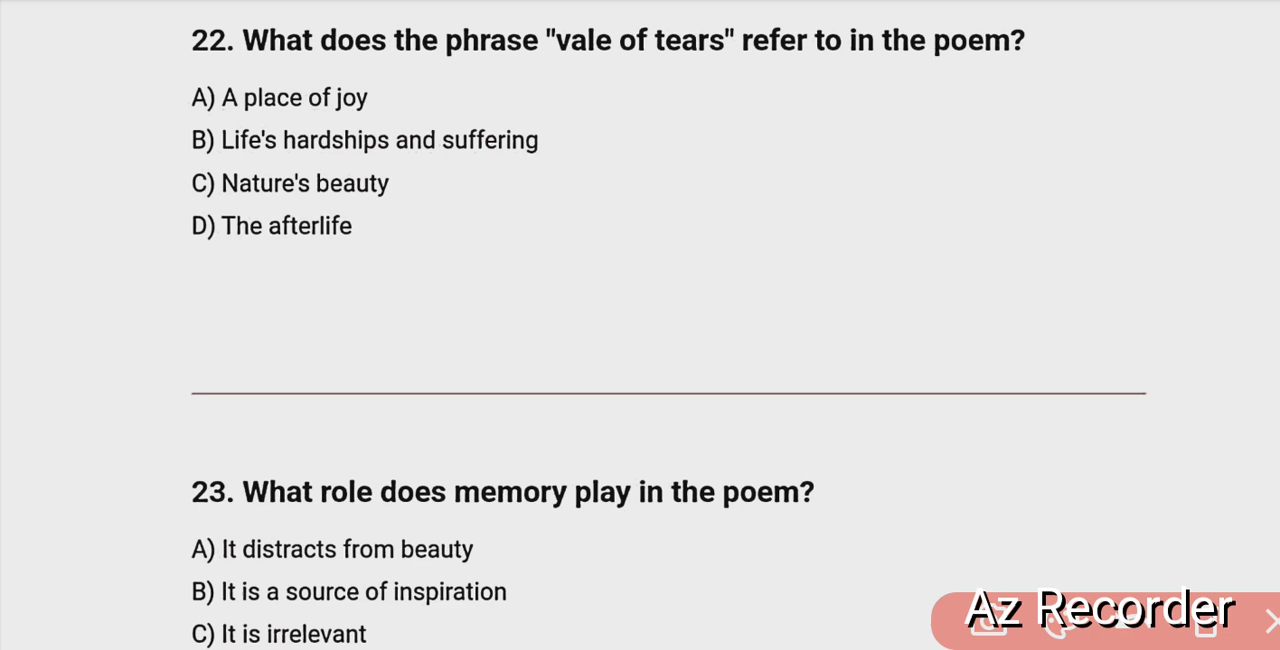 22. What does the phrase "vale of tears" refer to in the poem?
A) A place of joy
B) Life's hardships and suffering
C) Nature's beauty
D) The afterlife
23. What role does memory play in the poem?
A) It distracts from beauty
B) It is a source of inspiration
C) It is irrelevant
Az Recorder